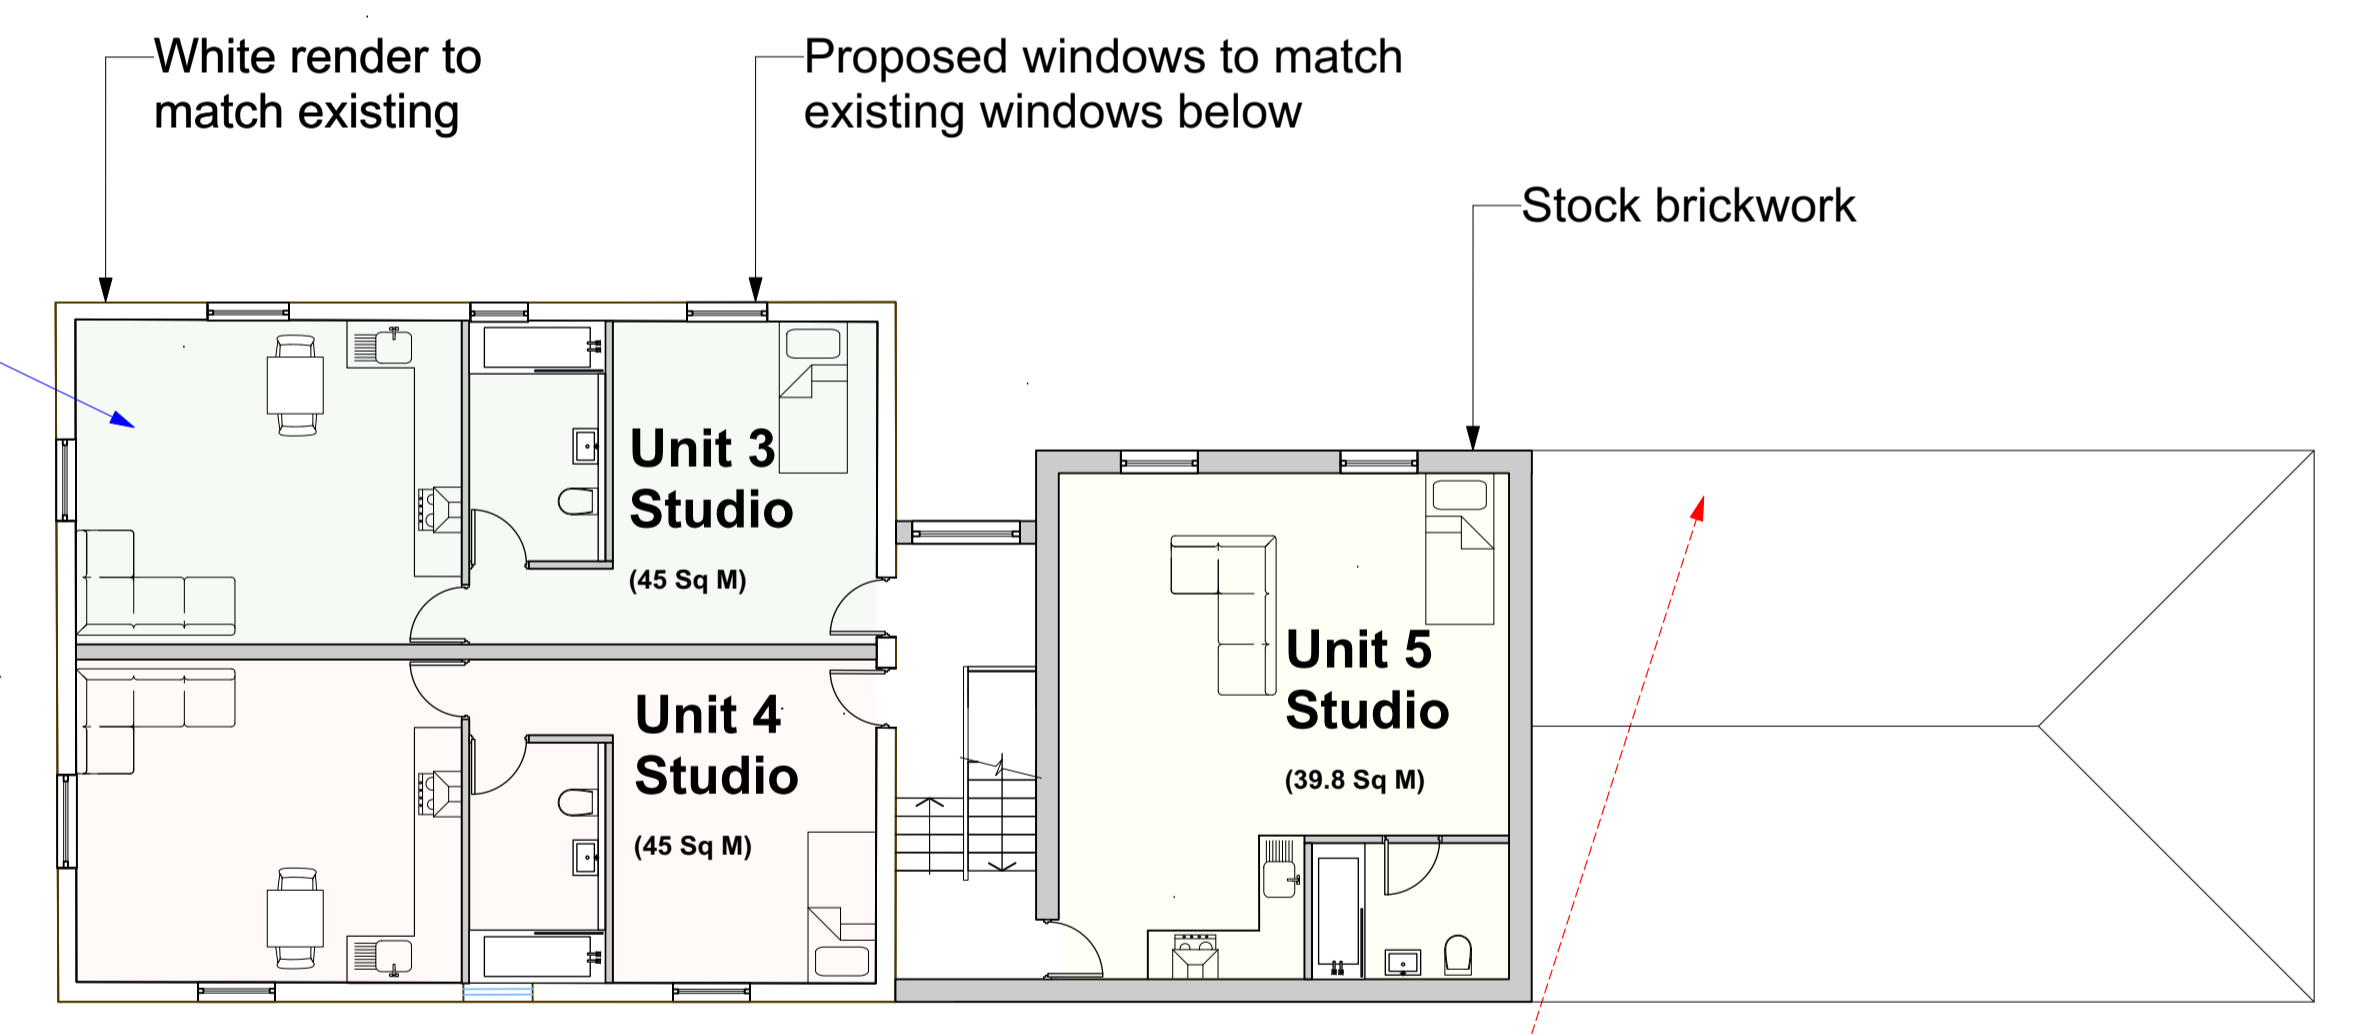 White render to
match existing
Proposed windows to match
existing windows below
Stock brickwork
Unit 3
Studio
(45 Sq M)
Unit 4
Studio
(45 Sq M)
Unit 5
Studio
(39.8 Sq M)